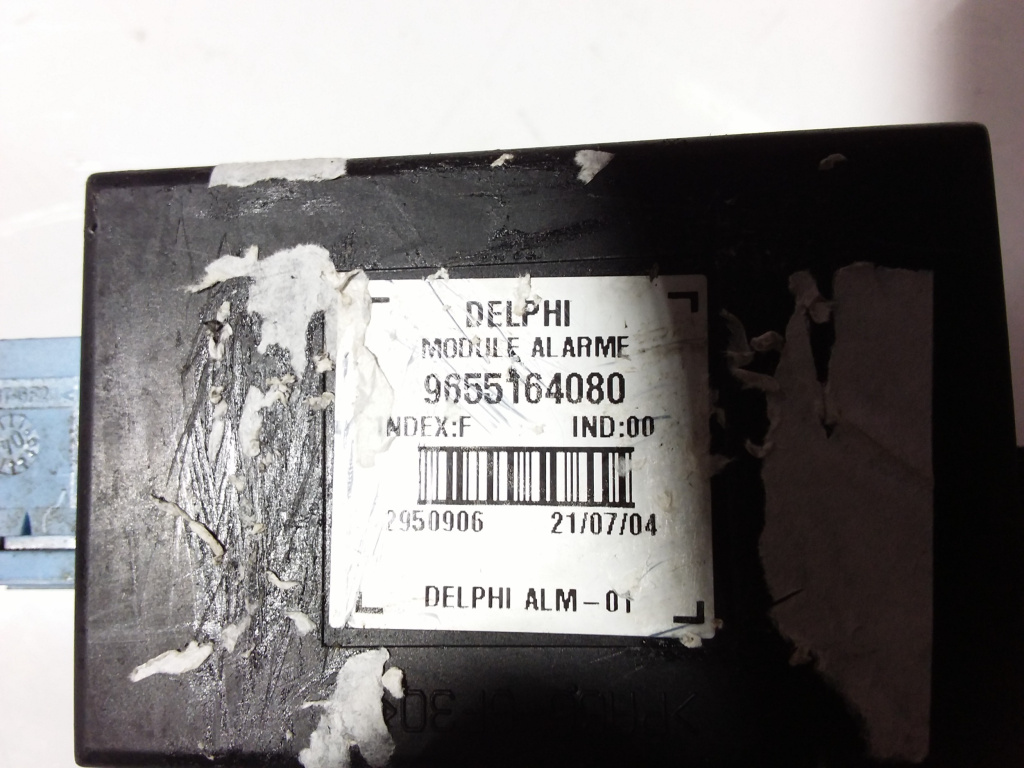 DELPHI
MODULE ALARME
9655164080
INDEX:F IND:00
2950906 21/07/04
DELPHI ALM-01